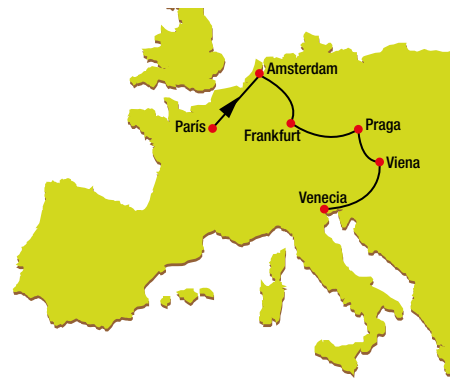 Amsterdam
París
Frankfurt
Praga
Viena
Venecia